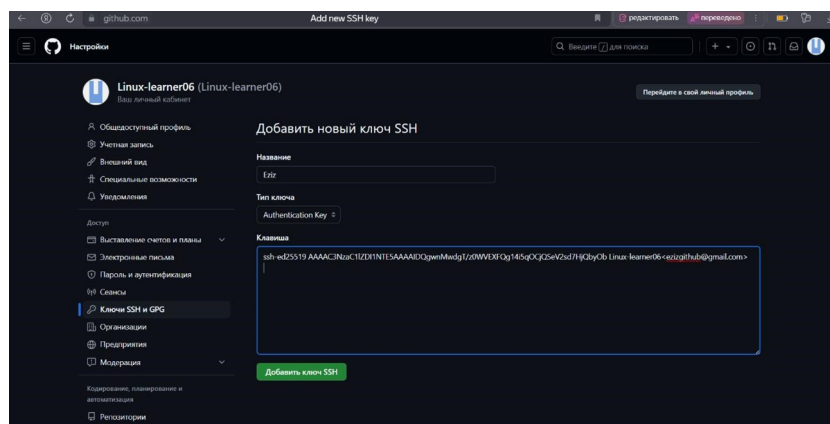 github.com
Add new SSH key
редактировать
переведено
Настройки
Введите / для поиска
Linux-learner06 (Linux-learner06)
Ваш личный кабинет
Перейдите в свой личный профиль
Общедоступный профиль
Учетная запись
Внешний вид
Специальные возможности
Уведомления
Доступ
Выставление счетов и планы
Электронные письма
Пароль и аутентификация
Сеансы
Ключи SSH и GPG
Организации
Предприятия
Модерация
Кодирование, планирование и
автоматизация
Репозитории
Добавить новый ключ SSH
Название
Eziz
Тип ключа
Authentication Key
Клавиша
ssh-ed25519 Linux-learner06<ezizgithub@gmail.com>
Добавить ключ SSH